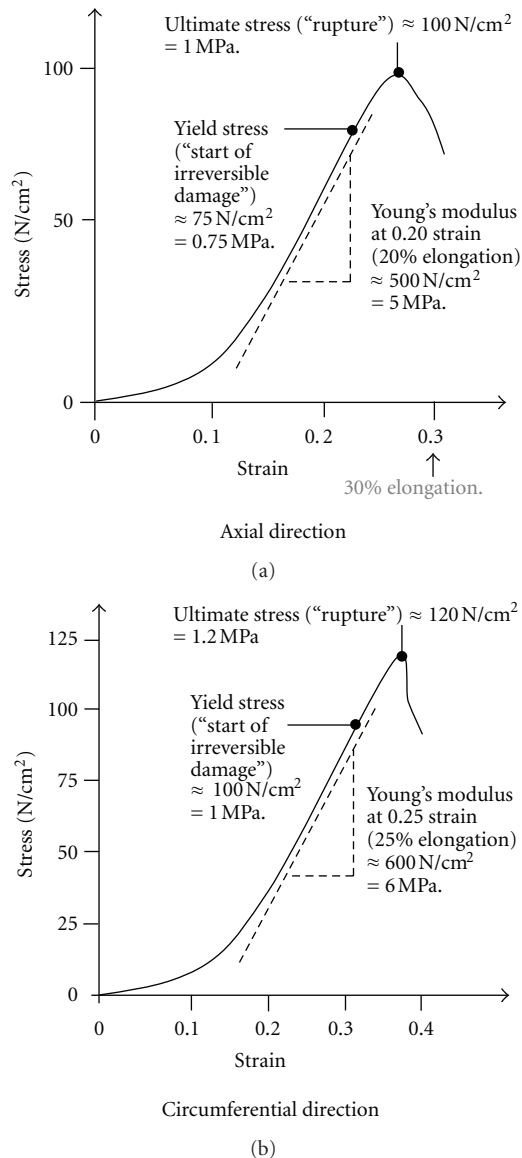 Ultimate stress (“rupture”) ≈ 100 N/cm²
= 1 MPa.
100
Yield stress
(“start of
irreversible
damage”)
≈ 75 N/cm²
= 0.75 MPa.
50
Young’s modulus
at 0.20 strain
(20% elongation)
≈ 500 N/cm²
= 5 MPa.
Stress (N/cm²)
0
0
0.1
0.2
0.3
Strain
30% elongation.
Axial direction
(a)
Ultimate stress (“rupture”) ≈ 120 N/cm²
= 1.2 MPa
125
Yield stress
(“start of
irreversible
damage”)
≈ 100 N/cm²
= 1 MPa.
100
75
Young’s modulus
at 0.25 strain
(25% elongation)
≈ 600 N/cm²
= 6 MPa.
50
25
Stress (N/cm²)
0
0
0.1
0.2
0.3
0.4
Strain
Circumferential direction
(b)